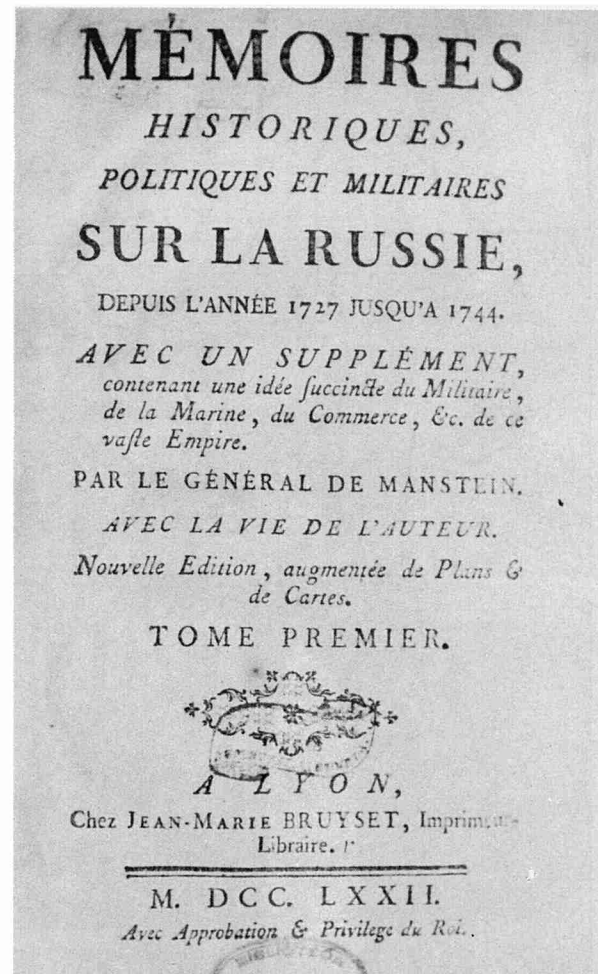 MÉMOIRES
HISTORIQUES,
POLITIQUES ET MILITAIRES
SUR LA RUSSIE,
DEPUIS L'ANNÉE 1727 JUSQU'A 1744.
AVEC UN SUPPLÉMENT,
contenant une idée ſuccincte du Militaire,
de la Marine, du Commerce, &c. de ce
vaſte Empire.
PAR LE GÉNÉRAL DE MANSTEIN.
AVEC LA VIE DE L'AUTEUR.
Nouvelle Edition, augmentée de Plans &
de Cartes.
TOME PREMIER.
A LYON,
Chez JEAN-MARIE BRUYSET, Imprimeur-
Libraire.
M. DCC. LXXII.
Avec Approbation & Privilege du Roi.